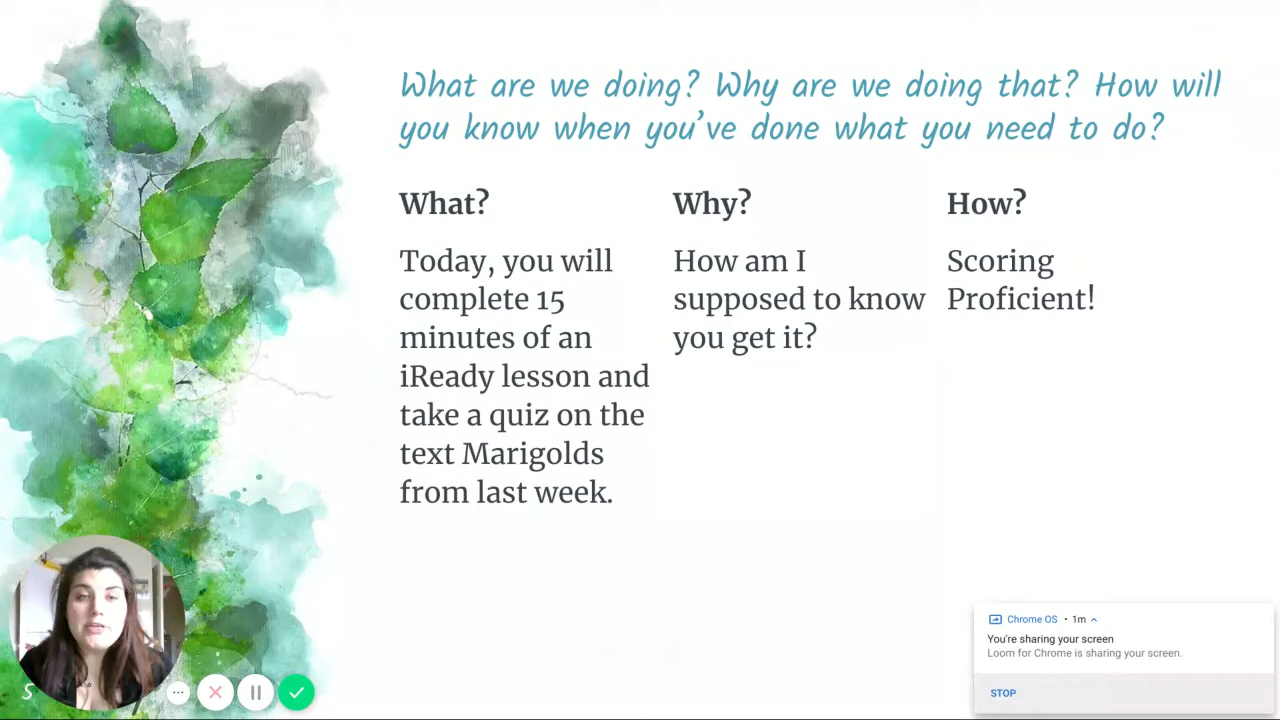 What are we doing? Why are we doing that? How will
you know when you’ve done what you need to do?
What?
Today, you will
complete 15
minutes of an
iReady lesson and
take a quiz on the
text Marigolds
from last week.
Why?
How am I
supposed to know
you get it?
How?
Scoring
Proficient!
Chrome OS • 1m
You're sharing your screen
Loom for Chrome is sharing your screen.
STOP